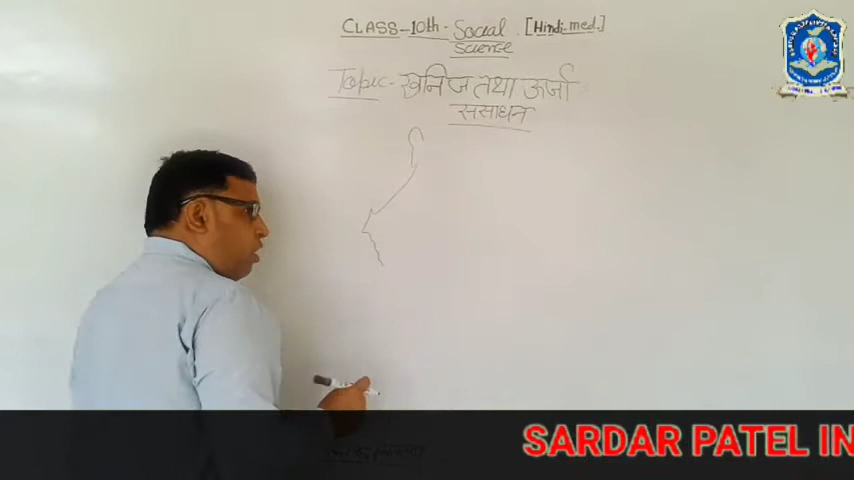 CLASS-10th- Social [Hindi-med.]
Science
Topic- खनिज तथा ऊर्जा
संसाधन
SARDAR PATEL IN